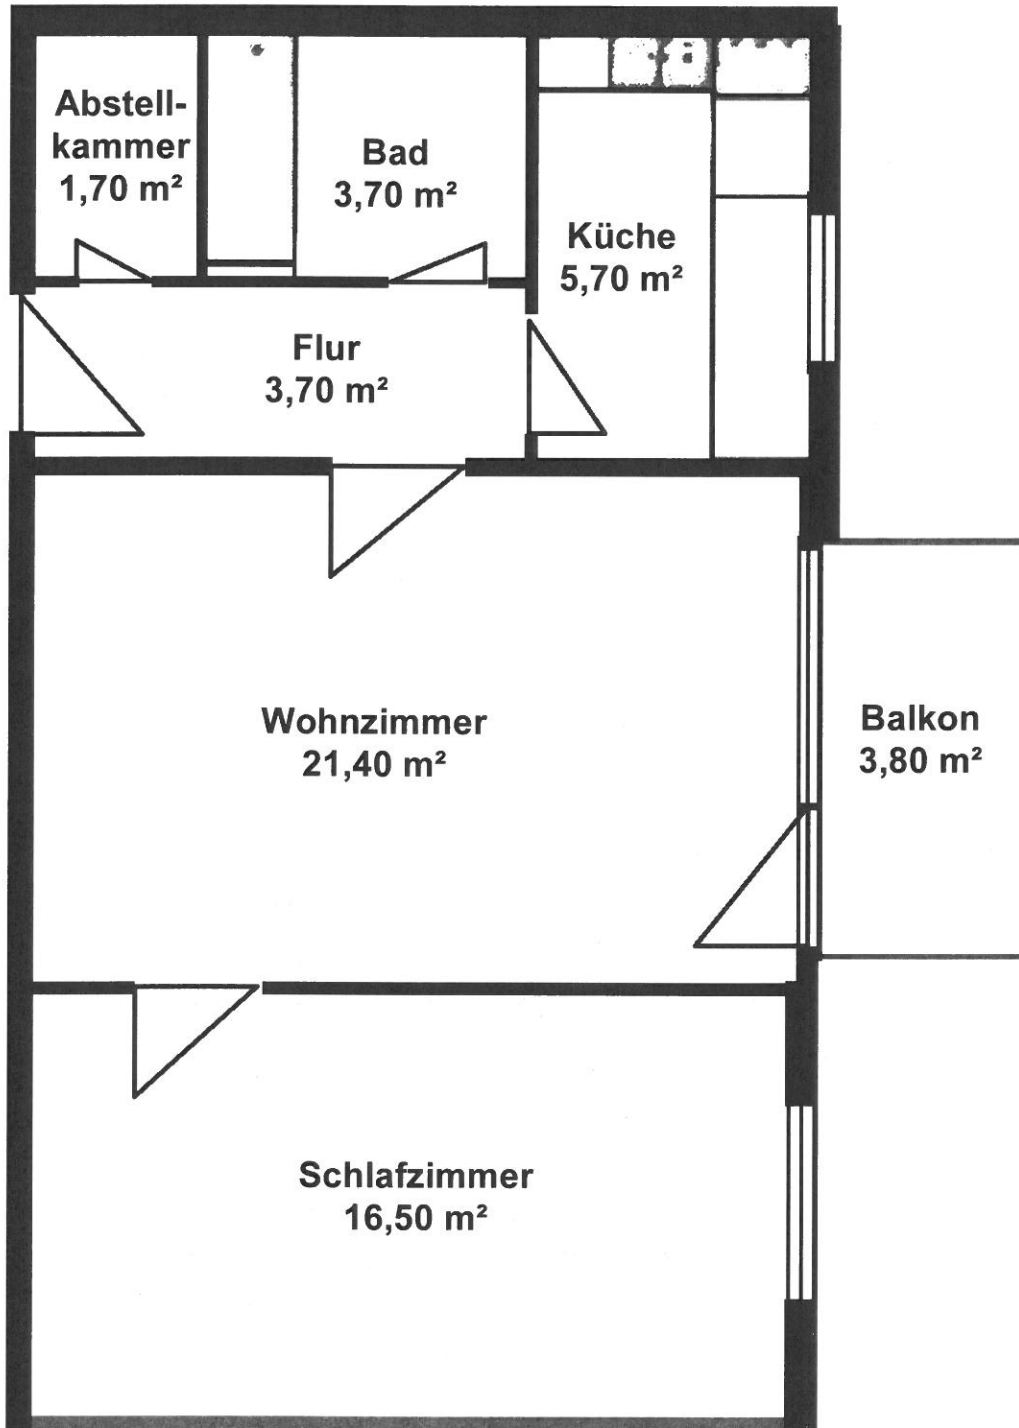 Abstell-
kammer
1,70 m²
Bad
3,70 m²
Küche
5,70 m²
Flur
3,70 m²
Wohnzimmer
21,40 m²
Balkon
3,80 m²
Schlafzimmer
16,50 m²